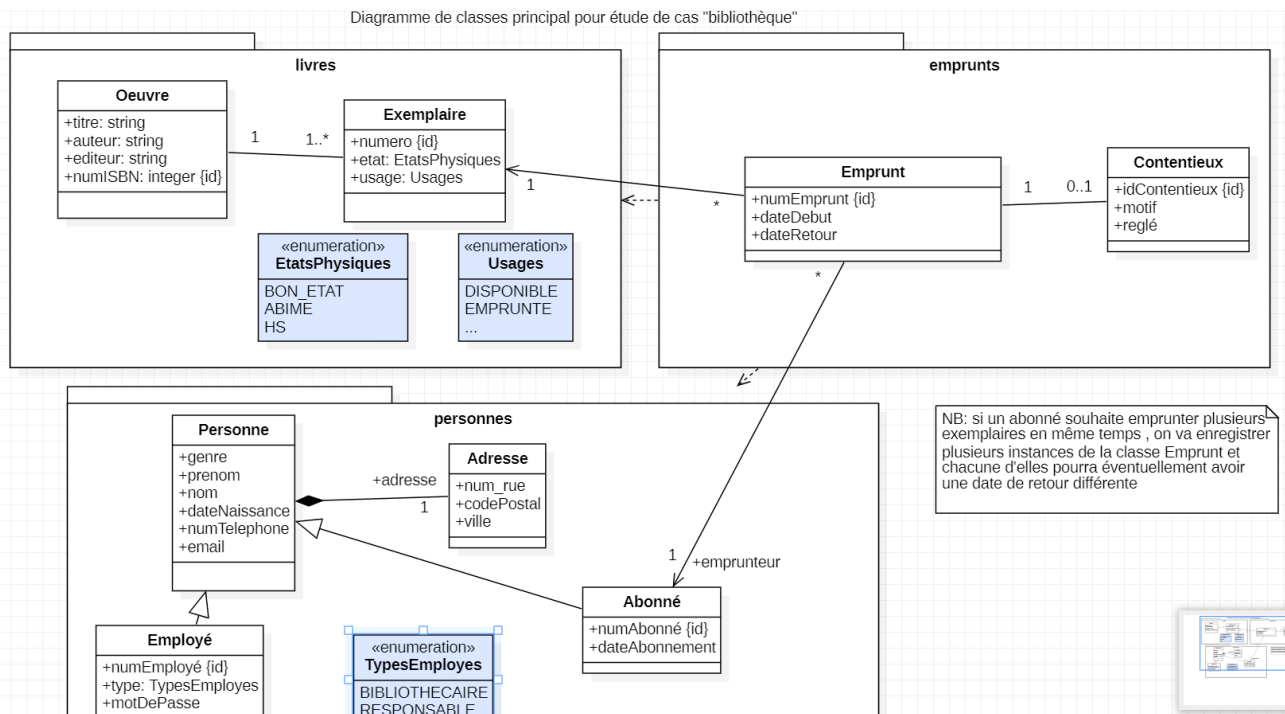 Diagramme de classes principal pour étude de cas "bibliothèque"
livres
Oeuvre
+titre: string
+auteur: string
+editeur: string
+numISBN: integer {id}
1
1..*
Exemplaire
+numero {id}
+etat: EtatsPhysiques
+usage: Usages
1
«enumeration»
EtatsPhysiques
BON_ETAT
ABIME
HS
«enumeration»
Usages
DISPONIBLE
EMPRUNTE
...
emprunts
*
Emprunt
+numEmprunt {id}
+dateDebut
+dateRetour
*
1
0..1
Contentieux
+idContentieux {id}
+motif
+reglé
personnes
Personne
+genre
+prenom
+nom
+dateNaissance
+numTelephone
+email
+adresse
1
Adresse
+num_rue
+codePostal
+ville
1
+emprunteur
Abonné
+numAbonné {id}
+dateAbonnement
Employé
+numEmployé {id}
+type: TypesEmployes
+motDePasse
«enumeration»
TypesEmployes
BIBLIOTHECAIRE
RESPONSABLE
NB: si un abonné souhaite emprunter plusieurs
exemplaires en même temps , on va enregistrer
plusieurs instances de la classe Emprunt et
chacune d'elles pourra éventuellement avoir
une date de retour différente